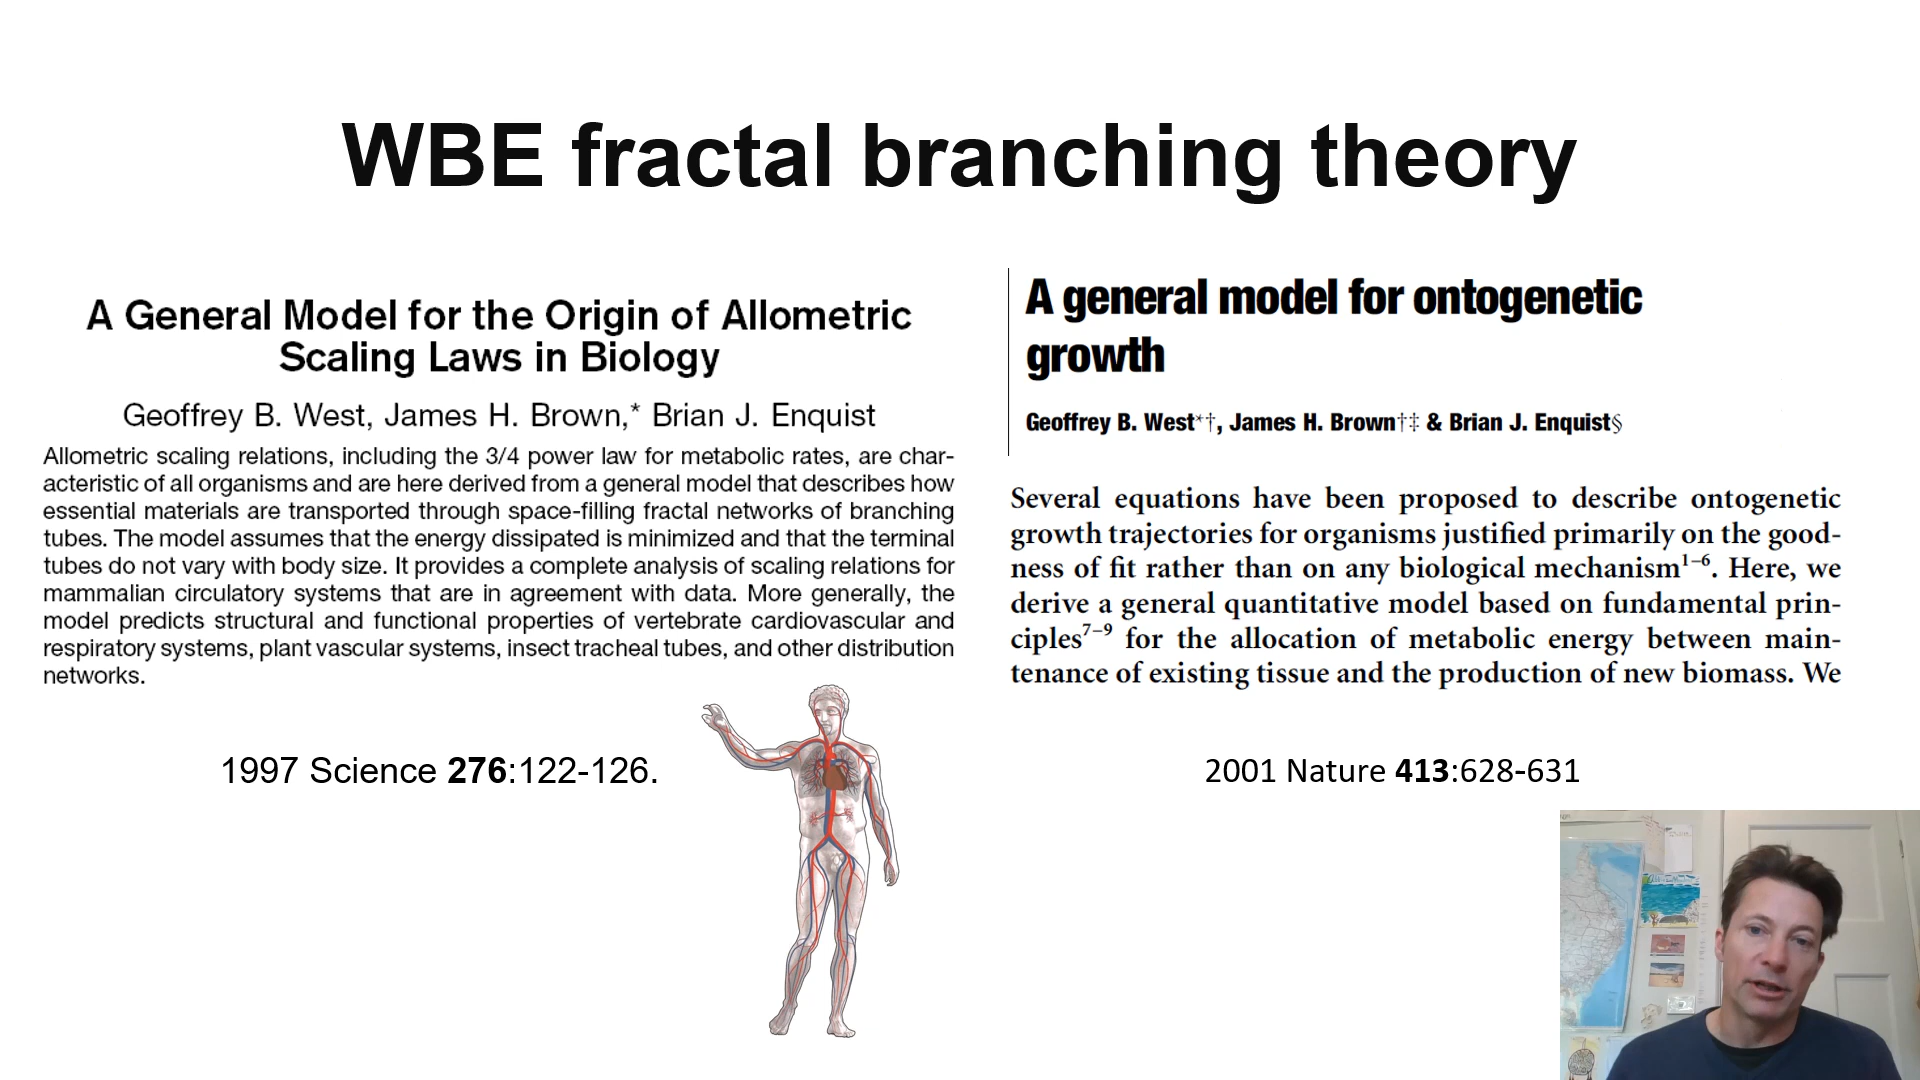 WBE fractal branching theory
A General Model for the Origin of Allometric
Scaling Laws in Biology
Geoffrey B. West, James H. Brown,* Brian J. Enquist
Allometric scaling relations, including the 3/4 power law for metabolic rates, are char-
acteristic of all organisms and are here derived from a general model that describes how
essential materials are transported through space-filling fractal networks of branching
tubes. The model assumes that the energy dissipated is minimized and that the terminal
tubes do not vary with body size. It provides a complete analysis of scaling relations for
mammalian circulatory systems that are in agreement with data. More generally, the
model predicts structural and functional properties of vertebrate cardiovascular and
respiratory systems, plant vascular systems, insect tracheal tubes, and other distribution
networks.
1997 Science 276:122-126.
A general model for ontogenetic
growth
Geoffrey B. West*†, James H. Brown†‡ & Brian J. Enquist§
Several equations have been proposed to describe ontogenetic
growth trajectories for organisms justified primarily on the good-
ness of fit rather than on any biological mechanism¹⁻⁶. Here, we
derive a general quantitative model based on fundamental prin-
ciples⁷⁻⁹ for the allocation of metabolic energy between main-
tenance of existing tissue and the production of new biomass. We
2001 Nature 413:628-631